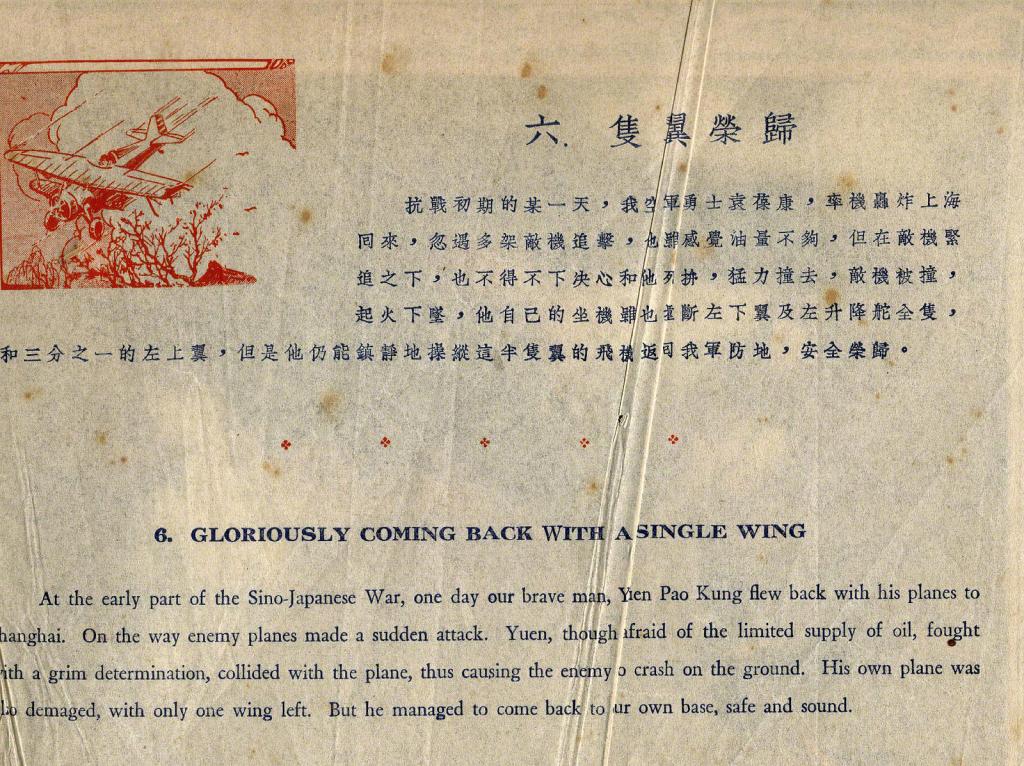 六. 隻翼榮歸
抗戰初期的某一天，我空軍勇士袁葆康，率機轟炸上海
回來，忽遇多架敵機追擊，他雖感覺油量不夠，但在敵機緊
追之下，也不得不下決心和他死拚，猛力撞去，敵機被撞，
起火下墜，他自己的坐機雖也撞斷左下翼及左升降舵全隻，
和三分之一的左上翼，但是他仍能鎮靜地操縱這半隻翼的飛機返回我軍防地，安全榮歸。
6. GLORIOUSLY COMING BACK WITH A SINGLE WING
At the early part of the Sino-Japanese War, one day our brave man, Yuen Pao Kung flew back with his planes to
hanghai. On the way enemy planes made a sudden attack. Yuen, though afraid of the limited supply of oil, fought
ith a grim determination, collided with the plane, thus causing the enemy o crash on the ground. His own plane was
so demaged, with only one wing left. But he managed to come back to ur own base, safe and sound.